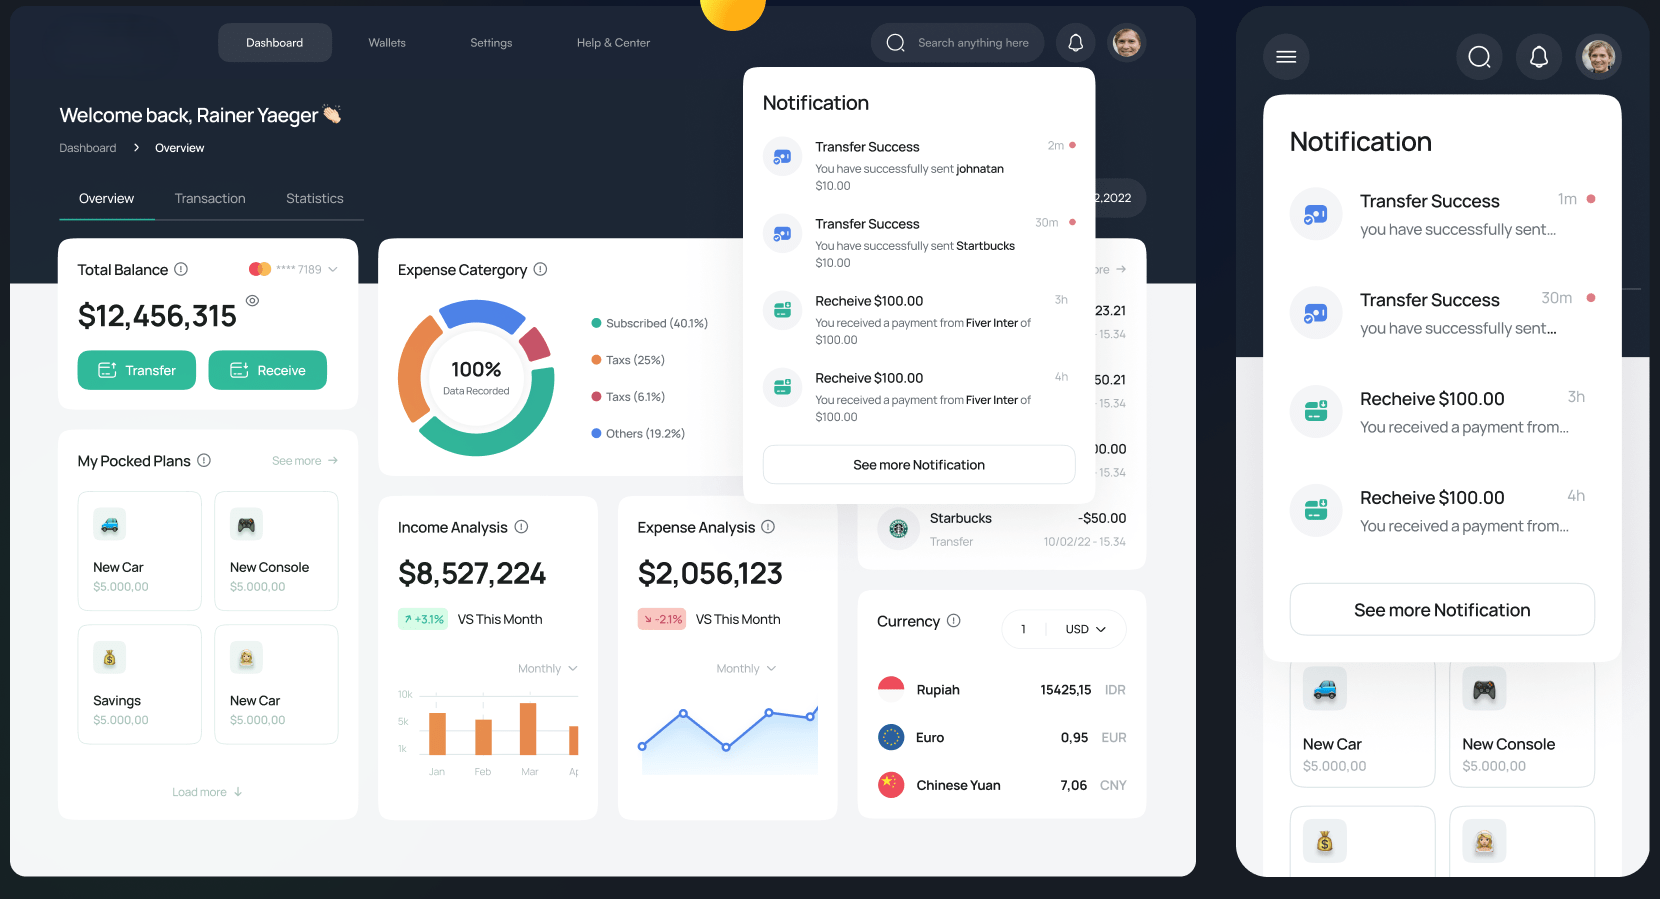 Dashboard
Wallets
Settings
Help & Center
Search anything here
Welcome back, Rainer Yaeger
Dashboard > Overview
Overview
Transaction
Statistics
2,2022
Notification
Transfer Success
2m
You have successfully sent johnatan
$10.00
Transfer Success
30m
You have successfully sent Startbucks
$10.00
Recheive $100.00
3h
You received a payment from Fiver Inter of
$100.00
Recheive $100.00
4h
You received a payment from Fiver Inter of
$100.00
See more Notification
Total Balance
**** 7189
$12,456,315
Transfer
Receive
My Pocked Plans
See more
New Car
$5.000,00
New Console
$5.000,00
Savings
$5.000,00
New Car
$5.000,00
Load more
Expense Catergory
100%
Data Recorded
Subscribed (40.1%)
Taxs (25%)
Taxs (6.1%)
Others (19.2%)
Income Analysis
$8,527,224
+3.1%
VS This Month
Monthly
10k
5k
1k
Jan
Feb
Mar
Expense Analysis
$2,056,123
-2.1%
VS This Month
Monthly
23.21
- 15.34
50.21
- 15.34
00.00
- 15.34
Starbucks
-$50.00
Transfer
10/02/22 - 15.34
Currency
1
USD
Rupiah
15425,15 IDR
Euro
0,95 EUR
Chinese Yuan
7,06 CNY
Notification
Transfer Success
1m
you have successfully sent...
Transfer Success
30m
you have successfully sent...
Recheive $100.00
3h
You received a payment from...
Recheive $100.00
4h
You received a payment from...
See more Notification
New Car
$5.000,00
New Console
$5.000,00